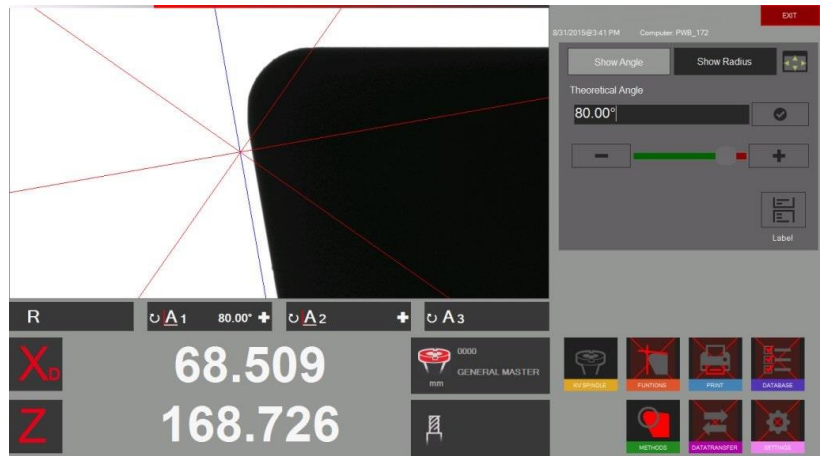 EXIT
8/31/2015@3:41 PM Computer: PWB_172
Show Angle Show Radius
Theoretical Angle
80.00°
Label
R A1 80.00° A2 A3
XD 68.509 0000
GENERAL MASTER
mm
Z 168.726
KV SPINDLE FUNTIONS PRINT DATABASE
METHODS DATATRANSFER SETTINGS